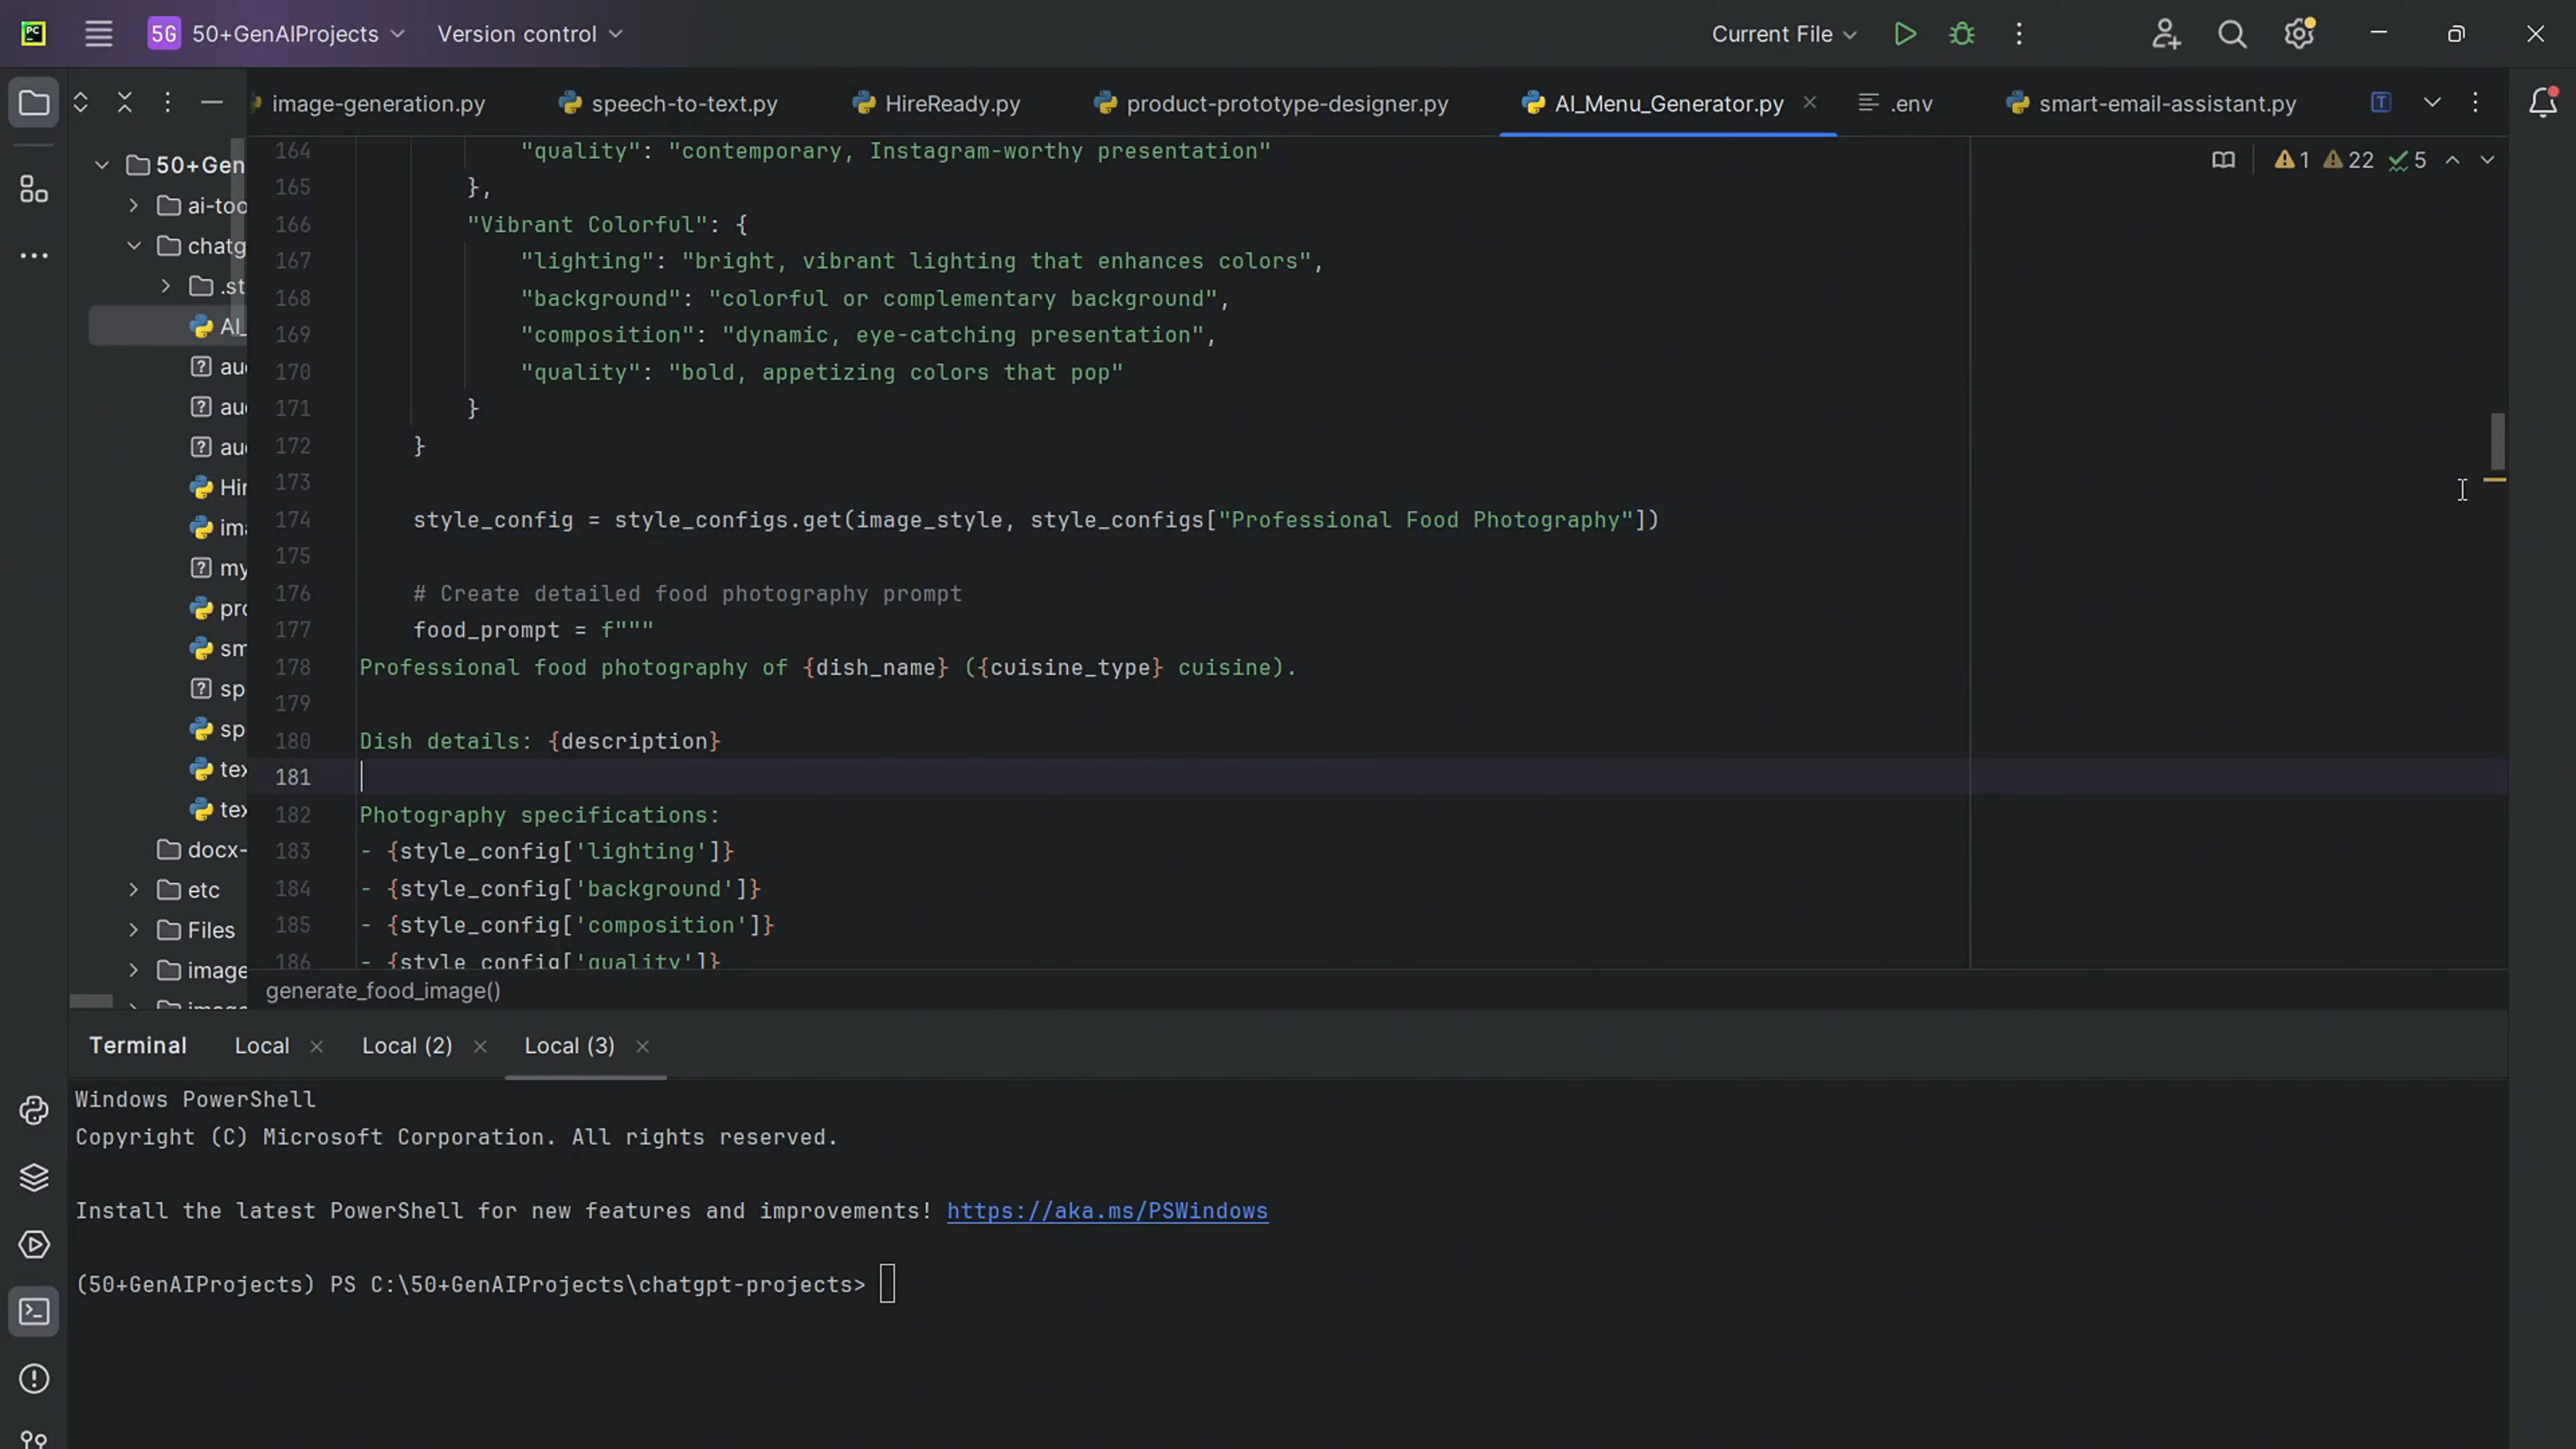 PC 5G 50+GenAIProjects Version control Current File
image-generation.py speech-to-text.py HireReady.py product-prototype-designer.py AI_Menu_Generator.py .env smart-email-assistant.py T
1 22 5
50+Gen
ai-too
chatg
.st
AI_
aud
aud
aud
Hir
ima
my
pro
sm
sp
sp
tex
tex
docx-
etc
Files
image
164 "quality": "contemporary, Instagram-worthy presentation"
165 },
166 "Vibrant Colorful": {
167 "lighting": "bright, vibrant lighting that enhances colors",
168 "background": "colorful or complementary background",
169 "composition": "dynamic, eye-catching presentation",
170 "quality": "bold, appetizing colors that pop"
171 }
172 }
173
174 style_config = style_configs.get(image_style, style_configs["Professional Food Photography"])
175
176 # Create detailed food photography prompt
177 food_prompt = f"""
178 Professional food photography of {dish_name} ({cuisine_type} cuisine).
179
180 Dish details: {description}
181
182 Photography specifications:
183 - {style_config['lighting']}
184 - {style_config['background']}
185 - {style_config['composition']}
186 - {style_config['quality']}
generate_food_image()
Terminal Local Local (2) Local (3)
Windows PowerShell
Copyright (C) Microsoft Corporation. All rights reserved.
Install the latest PowerShell for new features and improvements! https://aka.ms/PSWindows
(50+GenAIProjects) PS C:\50+GenAIProjects\chatgpt-projects>